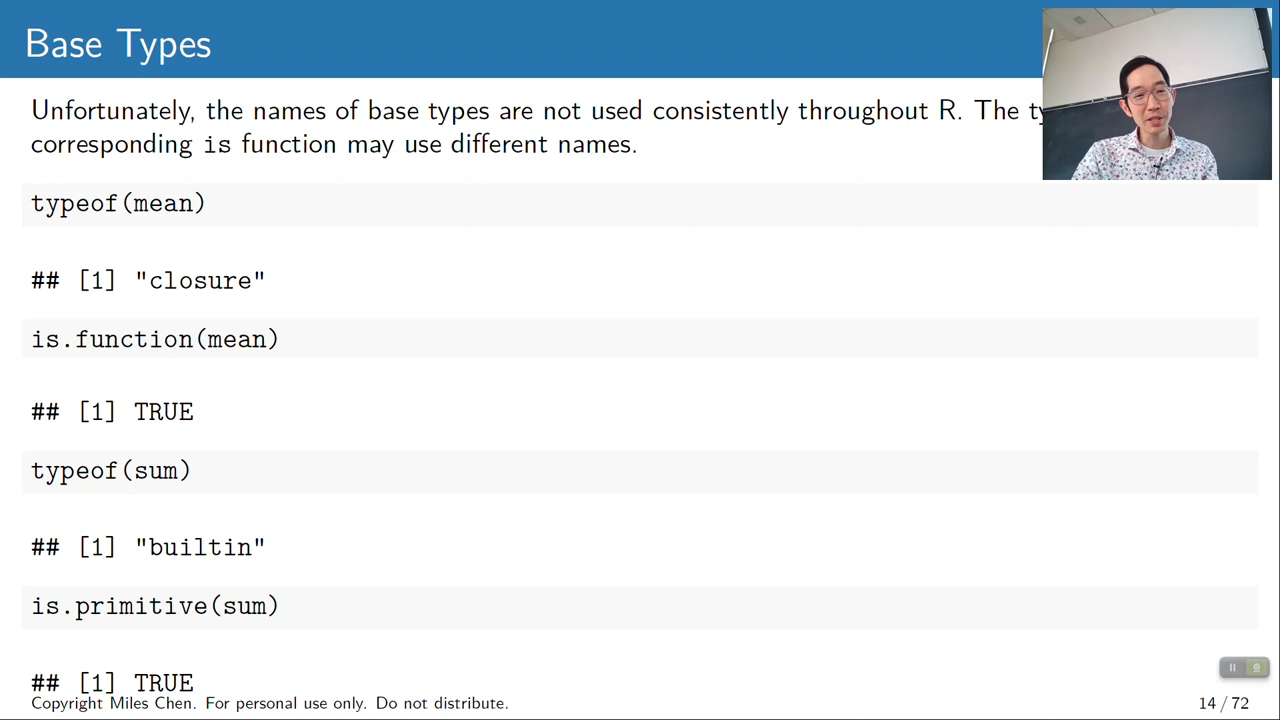 Base Types
Unfortunately, the names of base types are not used consistently throughout R. The
corresponding is function may use different names.
typeof(mean)
## [1] "closure"
is.function(mean)
## [1] TRUE
typeof(sum)
## [1] "builtin"
is.primitive(sum)
## [1] TRUE
Copyright Miles Chen. For personal use only. Do not distribute.
14 / 72